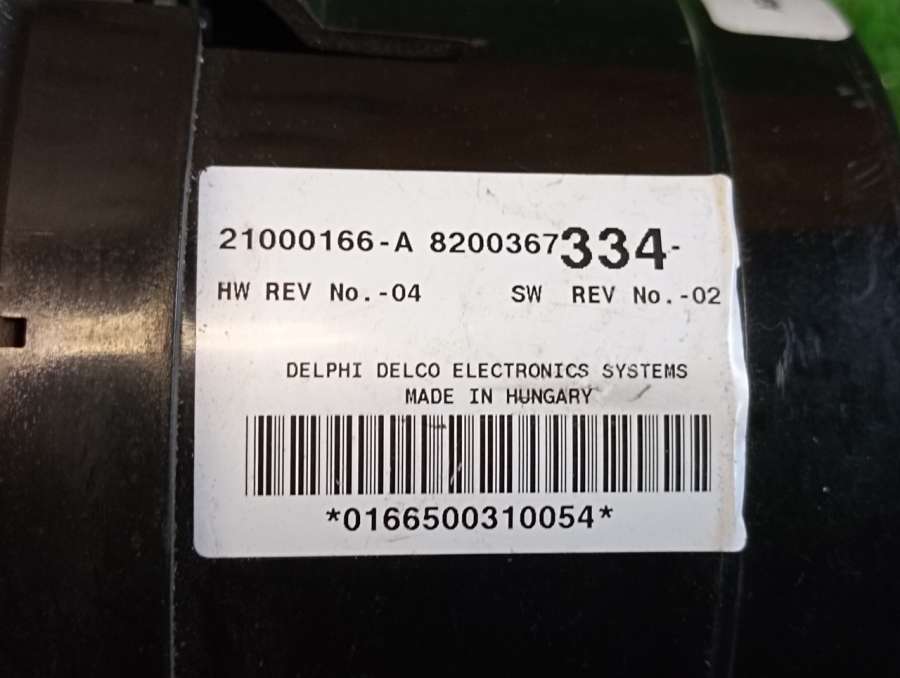 21000166-A 8200367334-
HW REV No.-04 SW REV No.-02
DELPHI DELCO ELECTRONICS SYSTEMS
MADE IN HUNGARY
*0166500310054*